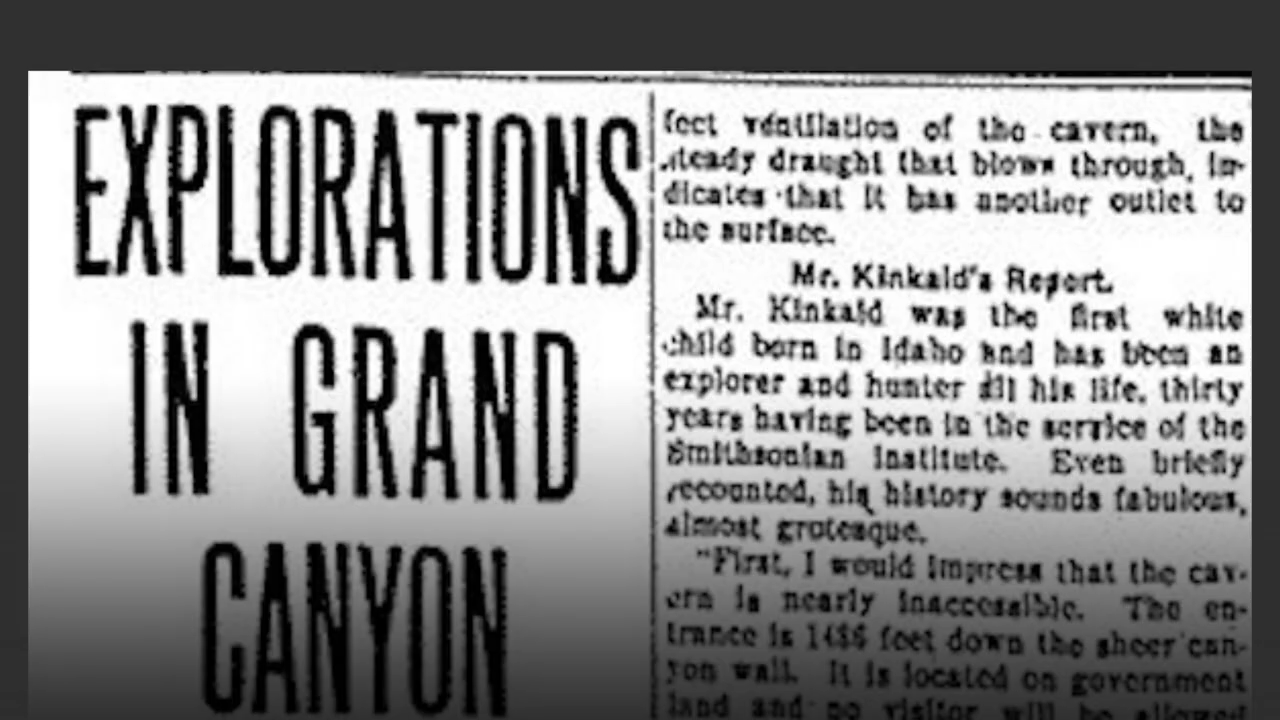 EXPLORATIONS
IN GRAND
CANYON
fect ventilation of the cavern, the
steady draught that blows through, in-
dicates that it has another outlet to
the surface.
Mr. Kinkaid's Report.
Mr. Kinkaid was the first white
child born in Idaho and has been an
explorer and hunter all his life, thirty
years having been in the service of the
Smithsonian Institute. Even briefly
recounted, his history sounds fabulous,
almost grotesque.
"First, I would impress that the cav-
ern is nearly inaccessible. The en-
trance is 1486 feet down the sheer can-
yon wall. It is located on government
land and no visitor will be allowed